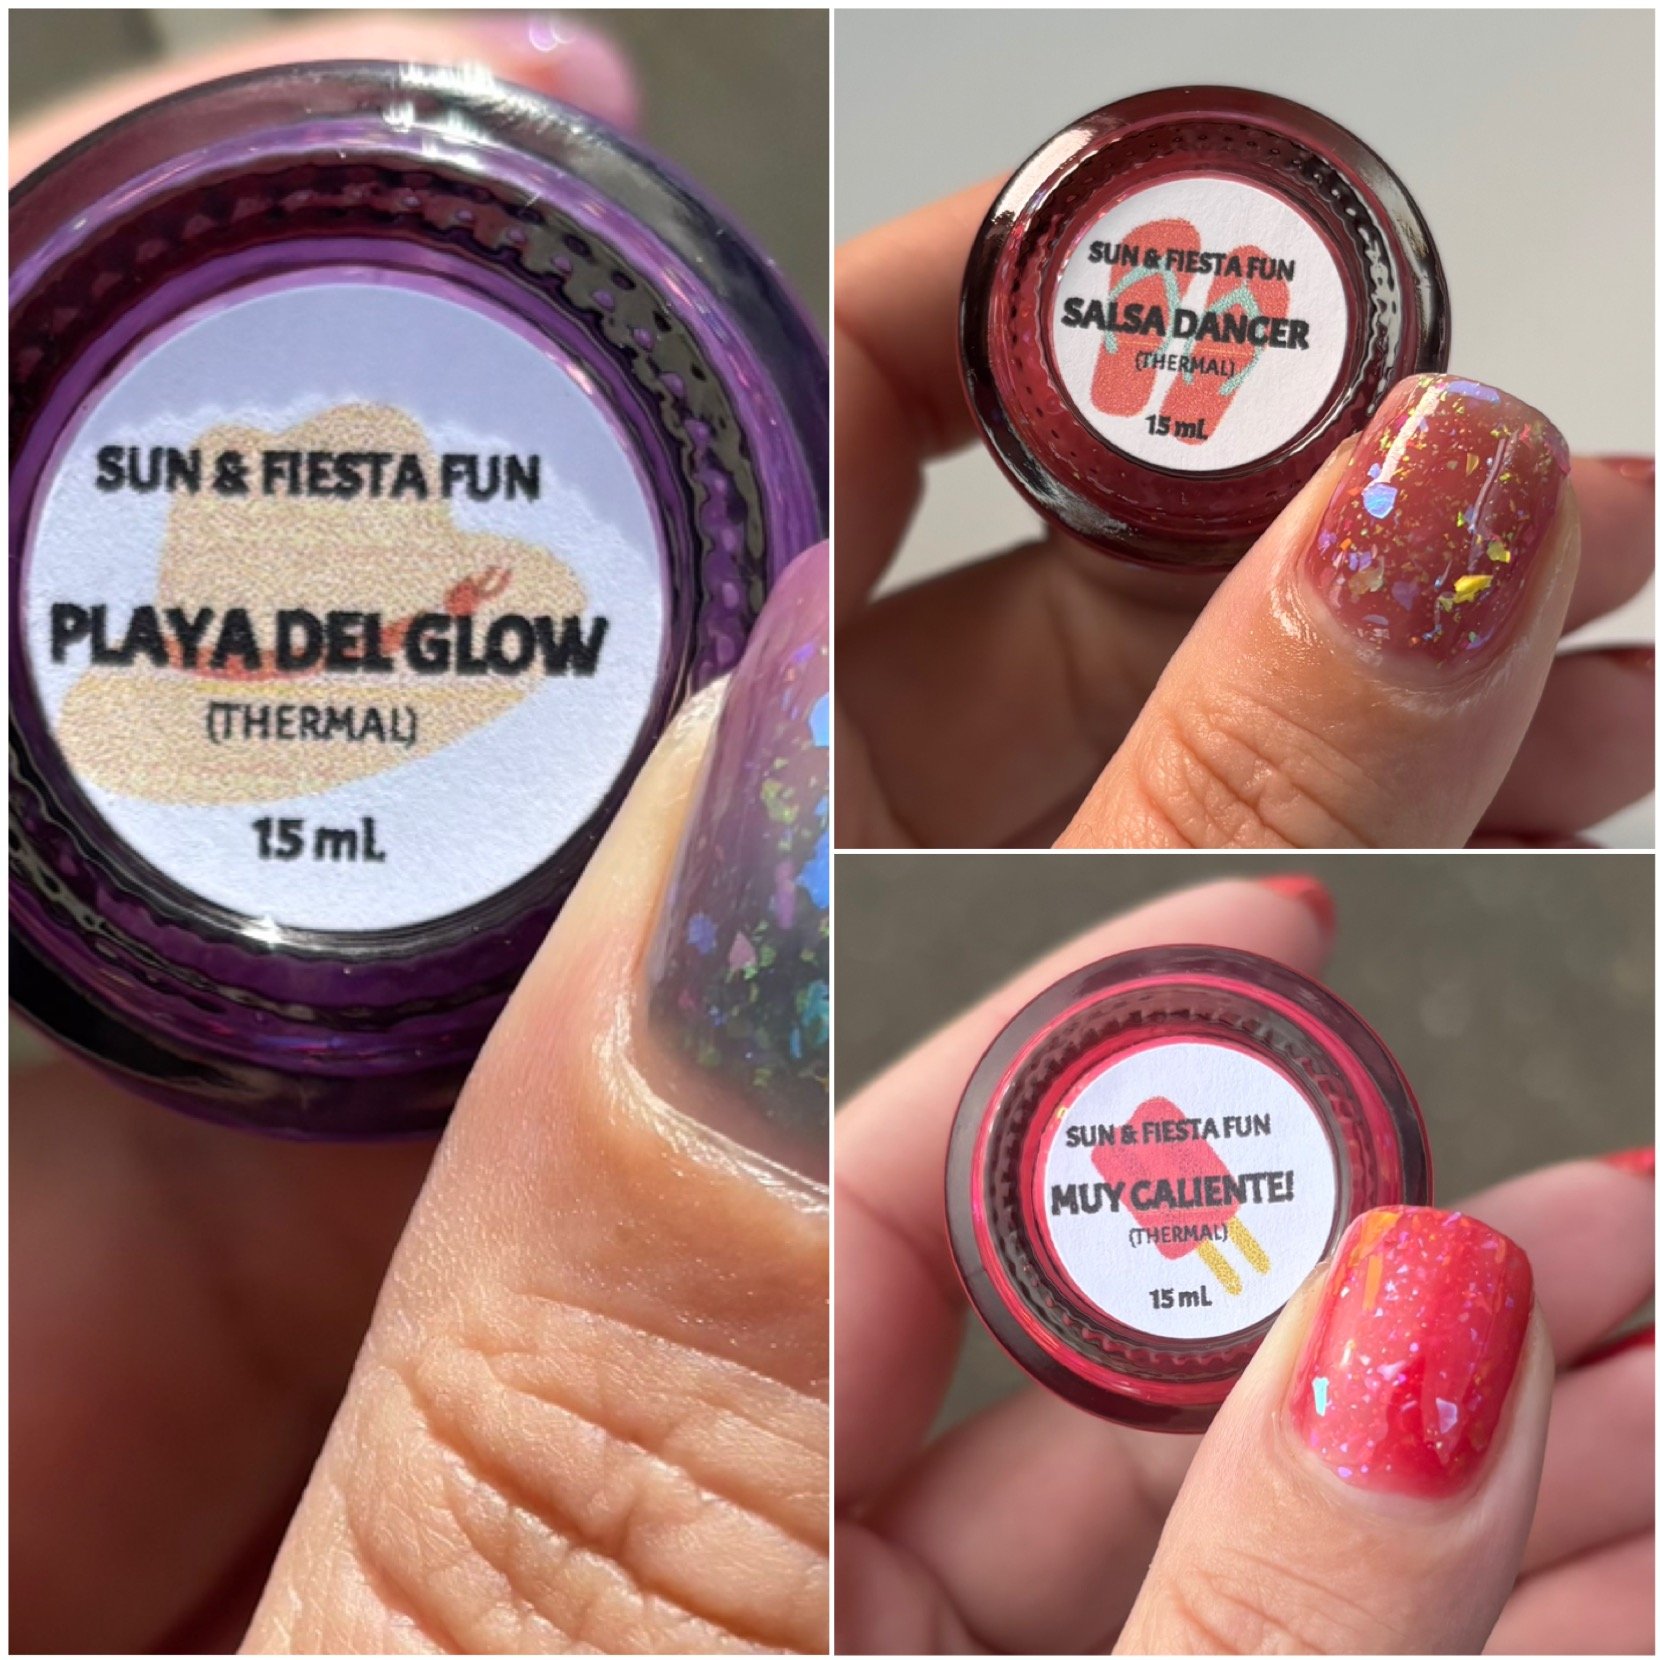 SUN & FIESTA FUN
PLAYA DEL GLOW
(THERMAL)
15 ml.
SUN & FIESTA FUN
SALSA DANCER
(THERMAL)
15 ml.
SUN & FIESTA FUN
MUY CALIENTE!
(THERMAL)
15 ml.